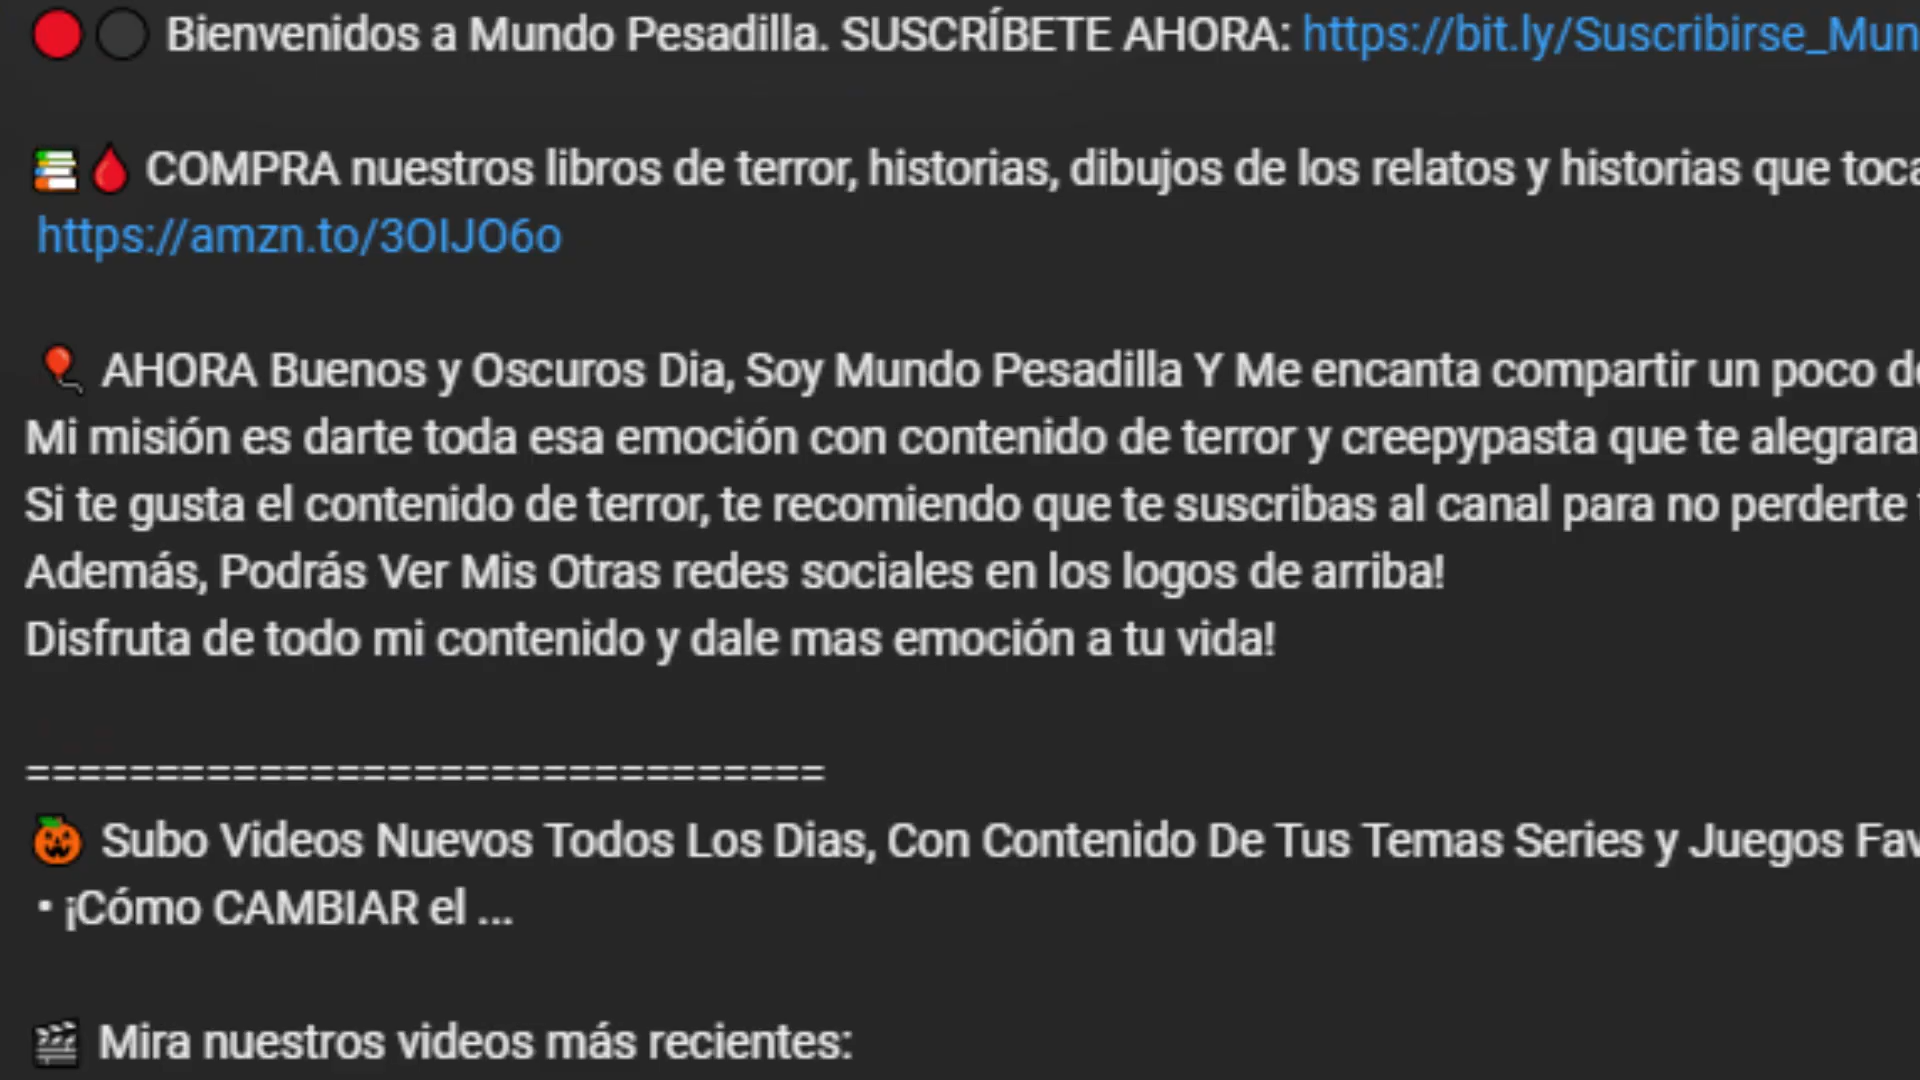 🔴⚫ Bienvenidos a Mundo Pesadilla. SUSCRÍBETE AHORA: https://bit.ly/Suscribirse_Mun
📚🩸 COMPRA nuestros libros de terror, historias, dibujos de los relatos y historias que toca
https://amzn.to/3OIJO6o
🎈 AHORA Buenos y Oscuros Dia, Soy Mundo Pesadilla Y Me encanta compartir un poco de
Mi misión es darte toda esa emoción con contenido de terror y creepypasta que te alegrara
Si te gusta el contenido de terror, te recomiendo que te suscribas al canal para no perderte
Además, Podrás Ver Mis Otras redes sociales en los logos de arriba!
Disfruta de todo mi contenido y dale mas emoción a tu vida!
===============================
🎃 Subo Videos Nuevos Todos Los Dias, Con Contenido De Tus Temas Series y Juegos Fav
• ¡Cómo CAMBIAR el ...
🎬 Mira nuestros videos más recientes: